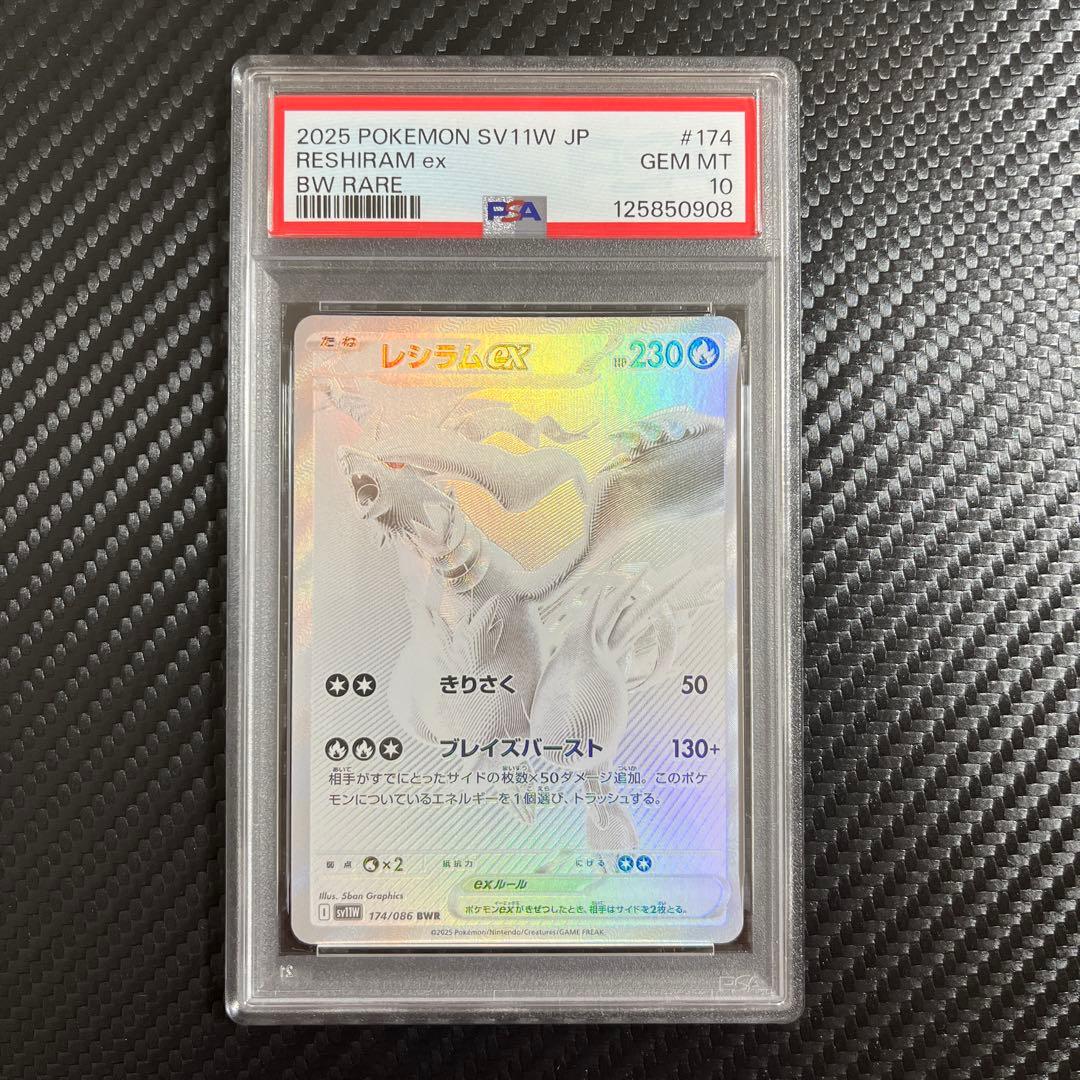 2025 POKEMON SV11W JP #174
RESHIRAM ex GEM MT
BW RARE 10
PSA 125850908
たね レシラムex HP230
きりさく 50
ブレイズバースト 130+
相手がすでにとったサイドの枚数×50ダメージ追加。このポケ
モンについているエネルギーを1個選び、トラッシュする。
弱点 ×2 抵抗力 にげる
exルール
ポケモンexがきぜつしたとき、相手はサイドを2枚とる。
Illus. 5ban Graphics
I sv11W 174/086 BWR
©2025 Pokémon/Nintendo/Creatures/GAME FREAK